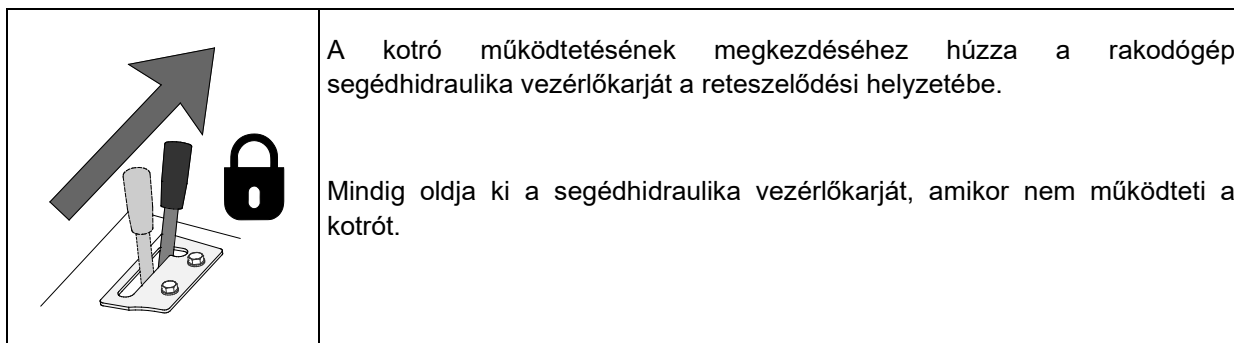 A kotró működtetésének megkezdéséhez húzza a rakodógép
segédhidraulika vezérlőkarját a reteszelődési helyzetébe.
Mindig oldja ki a segédhidraulika vezérlőkarját, amikor nem működteti a
kotrót.